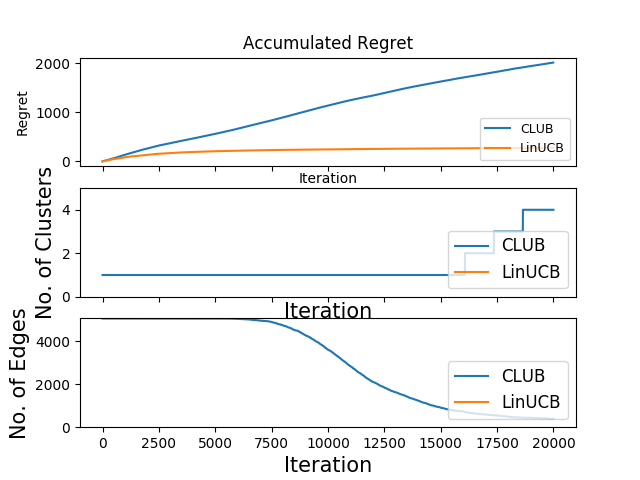 Accumulated Regret
Regret
2000
1000
0
CLUB
LinUCB
Iteration
No. of Clusters
4
2
0
CLUB
LinUCB
Iteration
No. of Edges
4000
2000
0
CLUB
LinUCB
0 2500 5000 7500 10000 12500 15000 17500 20000
Iteration